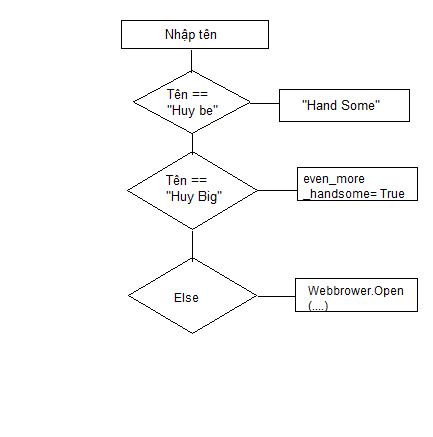 Nhập tên
Tên ==
"Huy be"
"Hand Some"
Tên ==
"Huy Big"
even_more
_handsome= True
Else
Webbrower.Open
(....)